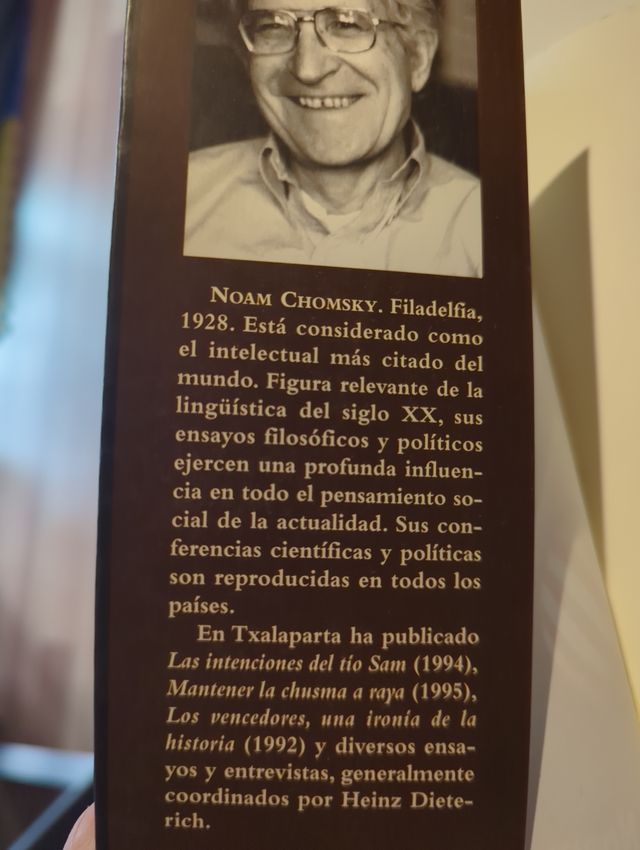 NOAM CHOMSKY. Filadelfia,
1928. Está considerado como
el intelectual más citado del
mundo. Figura relevante de la
lingüística del siglo XX, sus
ensayos filosóficos y políticos
ejercen una profunda influen-
cia en todo el pensamiento so-
cial de la actualidad. Sus con-
ferencias científicas y políticas
son reproducidas en todos los
países.
En Txalaparta ha publicado
Las intenciones del tío Sam (1994),
Mantener la chusma a raya (1995),
Los vencedores, una ironía de la
historia (1992) y diversos ensa-
yos y entrevistas, generalmente
coordinados por Heinz Diete-
rich.